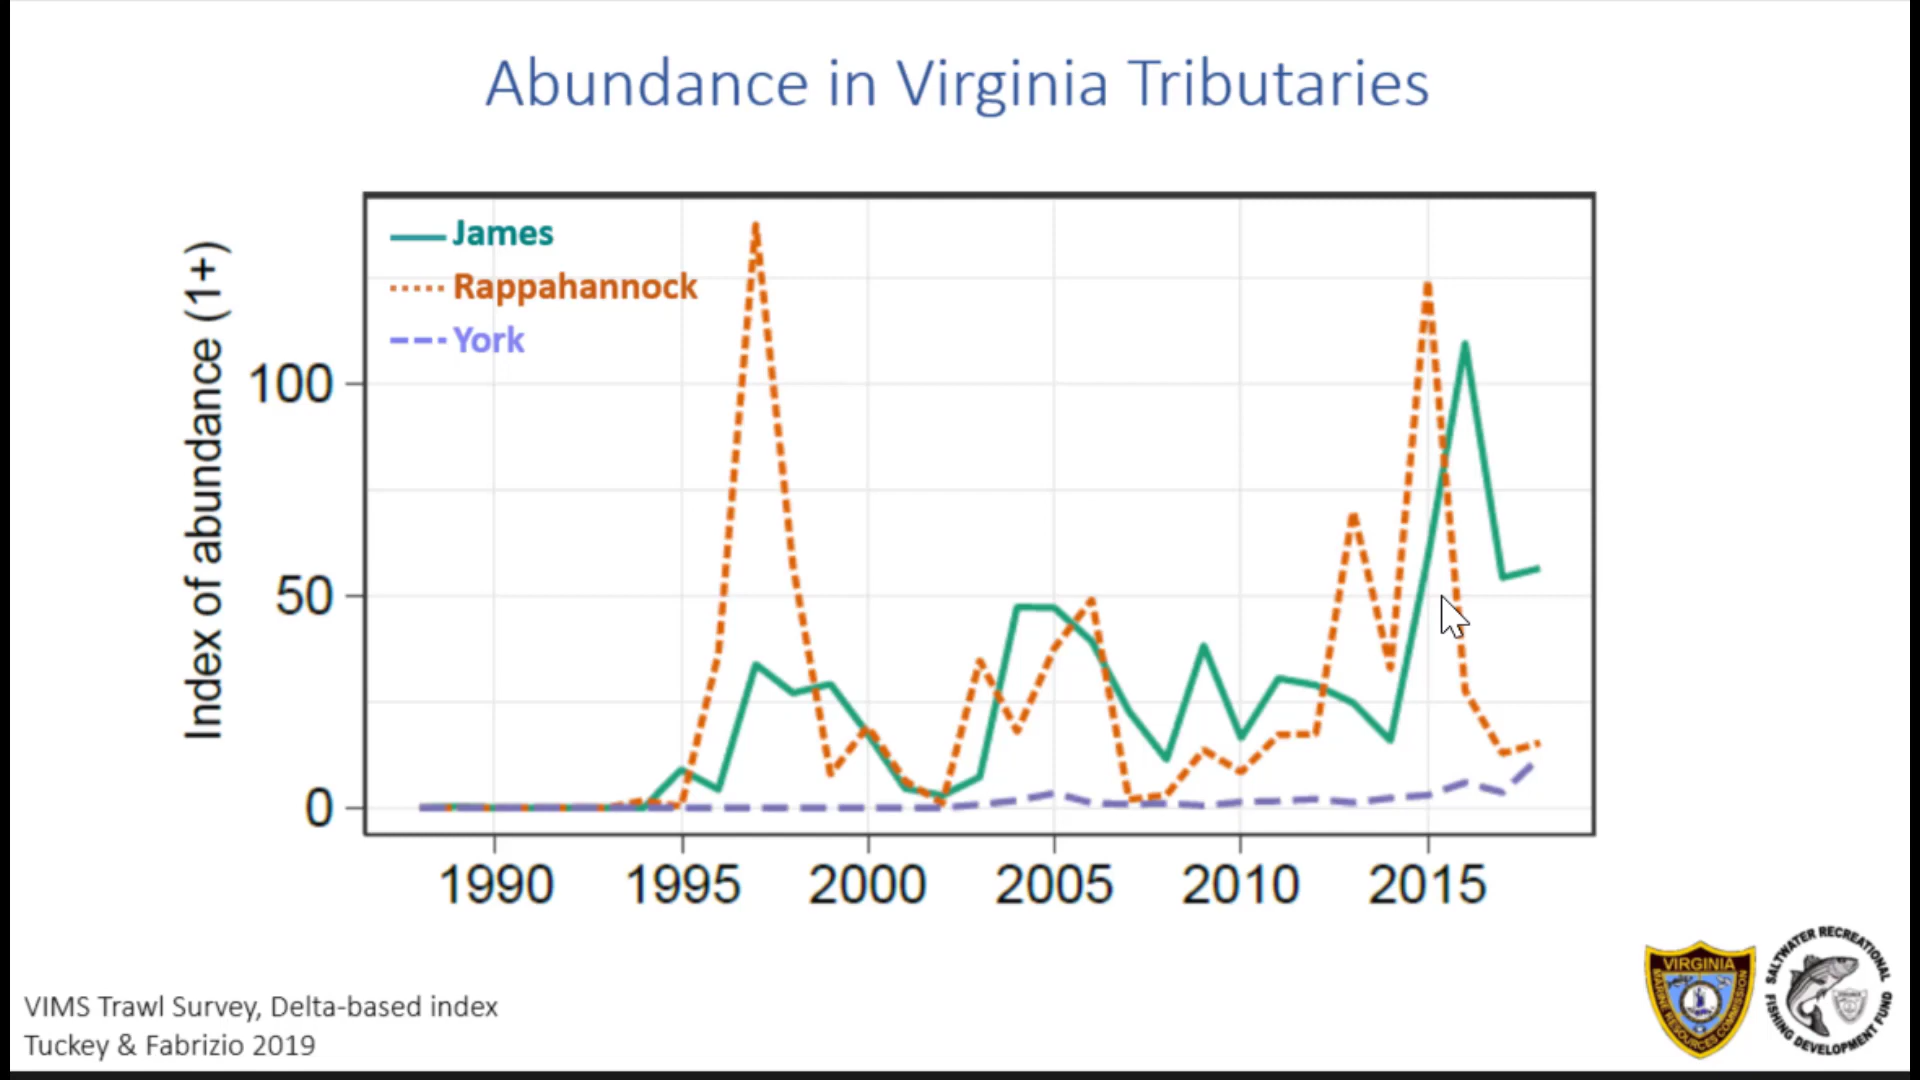 Abundance in Virginia Tributaries
James
Rappahannock
York
Index of abundance (1+)
100
50
0
1990 1995 2000 2005 2010 2015
VIMS Trawl Survey, Delta-based index
Tuckey & Fabrizio 2019
VIRGINIA
MARINE RESOURCES COMMISSION
SALTWATER RECREATIONAL
FISHING DEVELOPMENT FUND